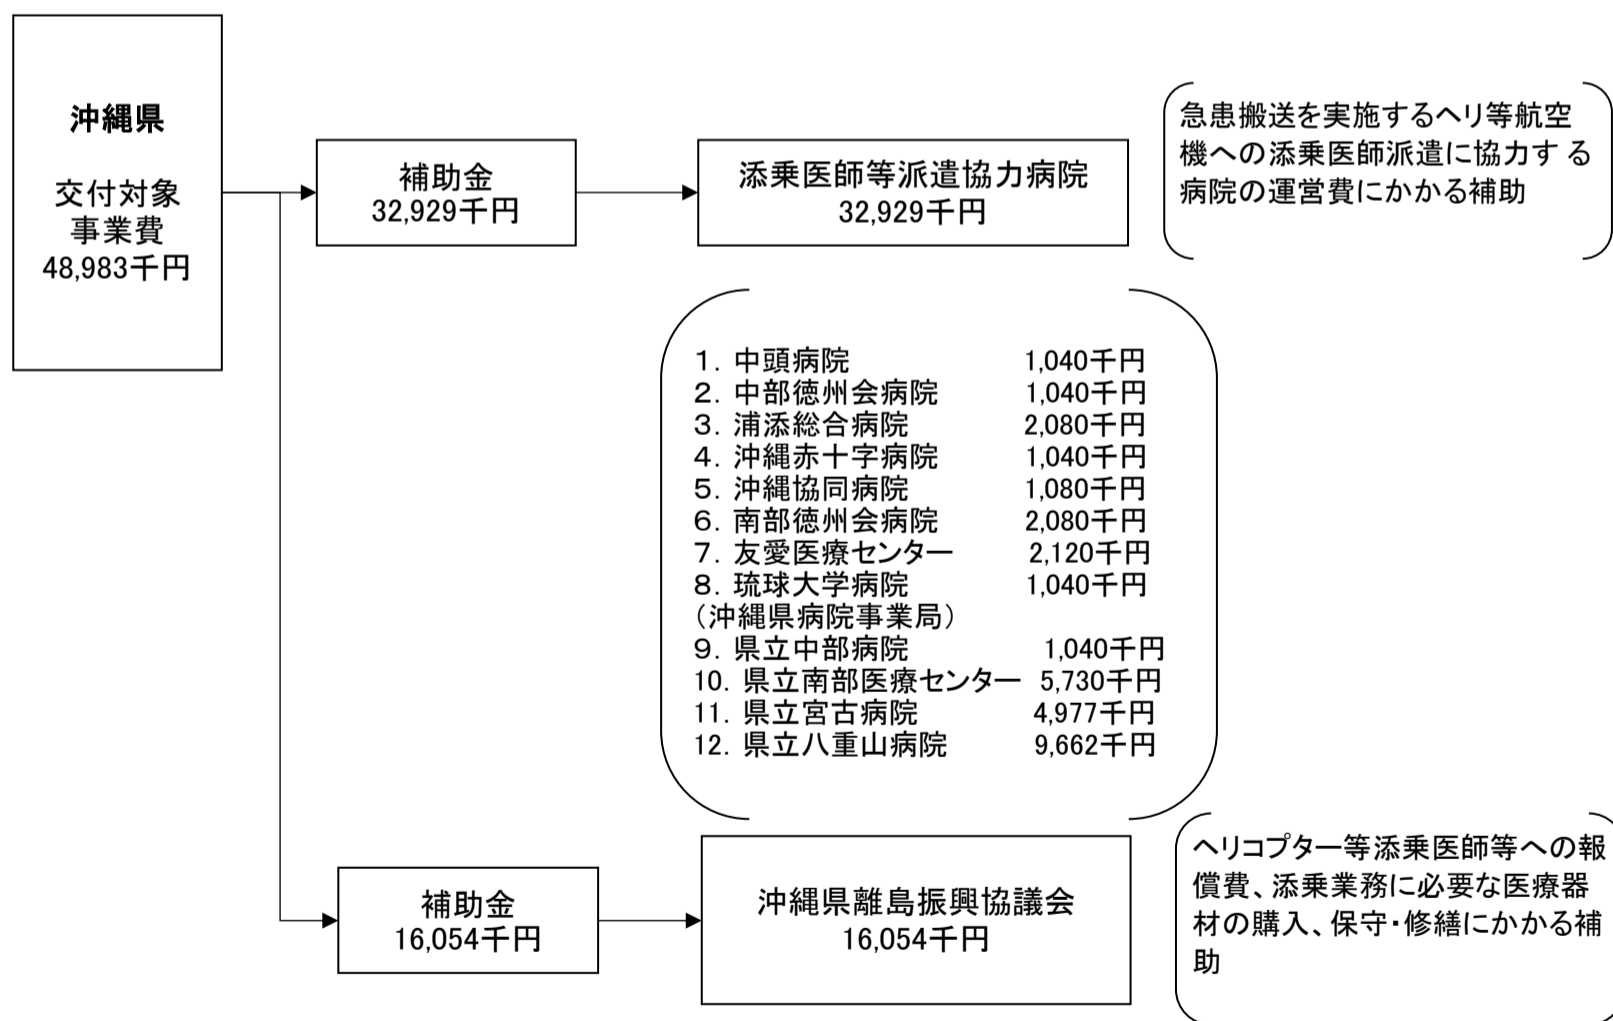 沖縄県
交付対象
事業費
48,983千円
補助金
32,929千円
添乗医師等派遣協力病院
32,929千円
急患搬送を実施するヘリ等航空
機への添乗医師派遣に協力する
病院の運営費にかかる補助
1．中頭病院 1,040千円
2．中部徳州会病院 1,040千円
3．浦添総合病院 2,080千円
4．沖縄赤十字病院 1,040千円
5．沖縄協同病院 1,080千円
6．南部徳州会病院 2,080千円
7．友愛医療センター 2,120千円
8．琉球大学病院 1,040千円
（沖縄県病院事業局）
9．県立中部病院 1,040千円
10．県立南部医療センター 5,730千円
11．県立宮古病院 4,977千円
12．県立八重山病院 9,662千円
補助金
16,054千円
沖縄県離島振興協議会
16,054千円
ヘリコプター等添乗医師等への報
償費、添乗業務に必要な医療器
材の購入、保守・修繕にかかる補
助